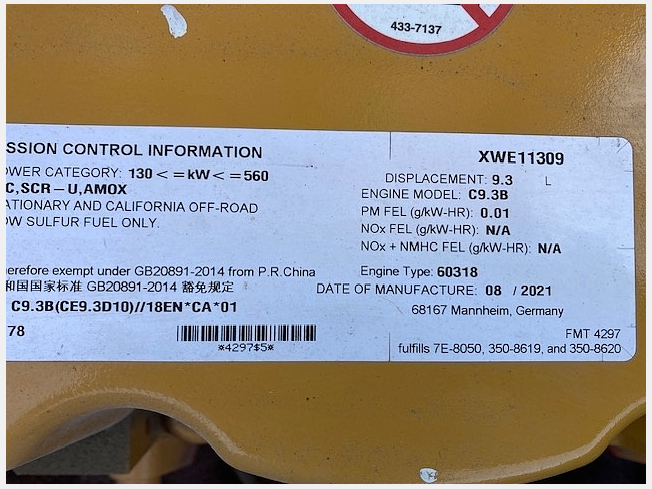 433-7137
SSION CONTROL INFORMATION
XWE11309
OWER CATEGORY: 130 < =kW < =560
DISPLACEMENT: 9.3 L
C,SCR-U,AMOX
ENGINE MODEL: C9.3B
ATIONARY AND CALIFORNIA OFF-ROAD
PM FEL (g/kW-HR): 0.01
OW SULFUR FUEL ONLY.
NOx FEL (g/kW-HR): N/A
NOx + NMHC FEL (g/kW-HR): N/A
herefore exempt under GB20891-2014 from P.R.China
Engine Type: 60318
和国国家标准 GB20891-2014 豁免规定
DATE OF MANUFACTURE: 08 / 2021
C9.3B(CE9.3D10)//18EN*CA*01
68167 Mannheim, Germany
78
*4297$5*
FMT 4297
fulfills 7E-8050, 350-8619, and 350-8620